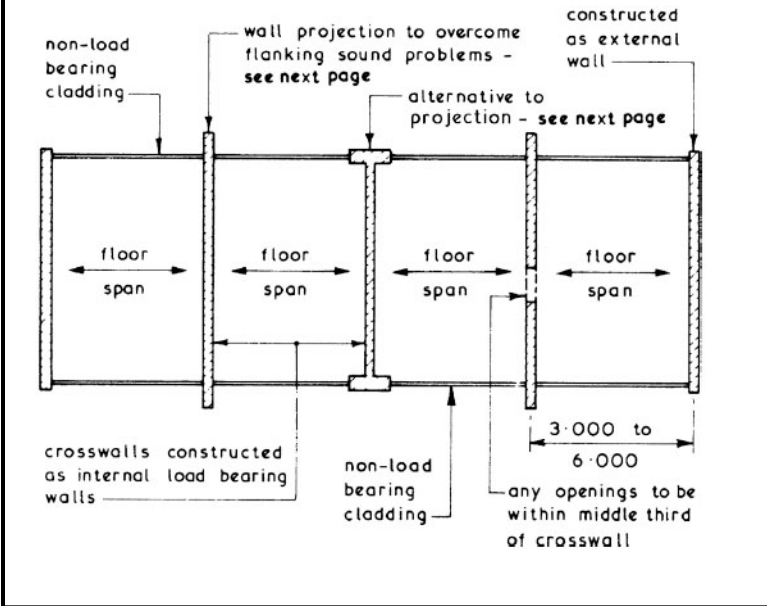 non-load
bearing
cladding
wall projection to overcome
flanking sound problems -
see next page
alternative to
projection - see next page
constructed
as external
wall
floor
span
floor
span
floor
span
floor
span
crosswalls constructed
as internal load bearing
walls
non-load
bearing
cladding
3·000 to
6·000
any openings to be
within middle third
of crosswall